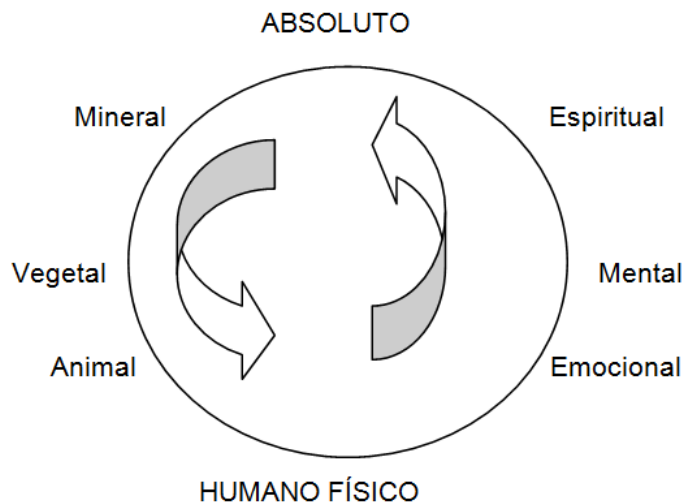 ABSOLUTO
Mineral
Espiritual
Vegetal
Mental
Animal
Emocional
HUMANO FÍSICO